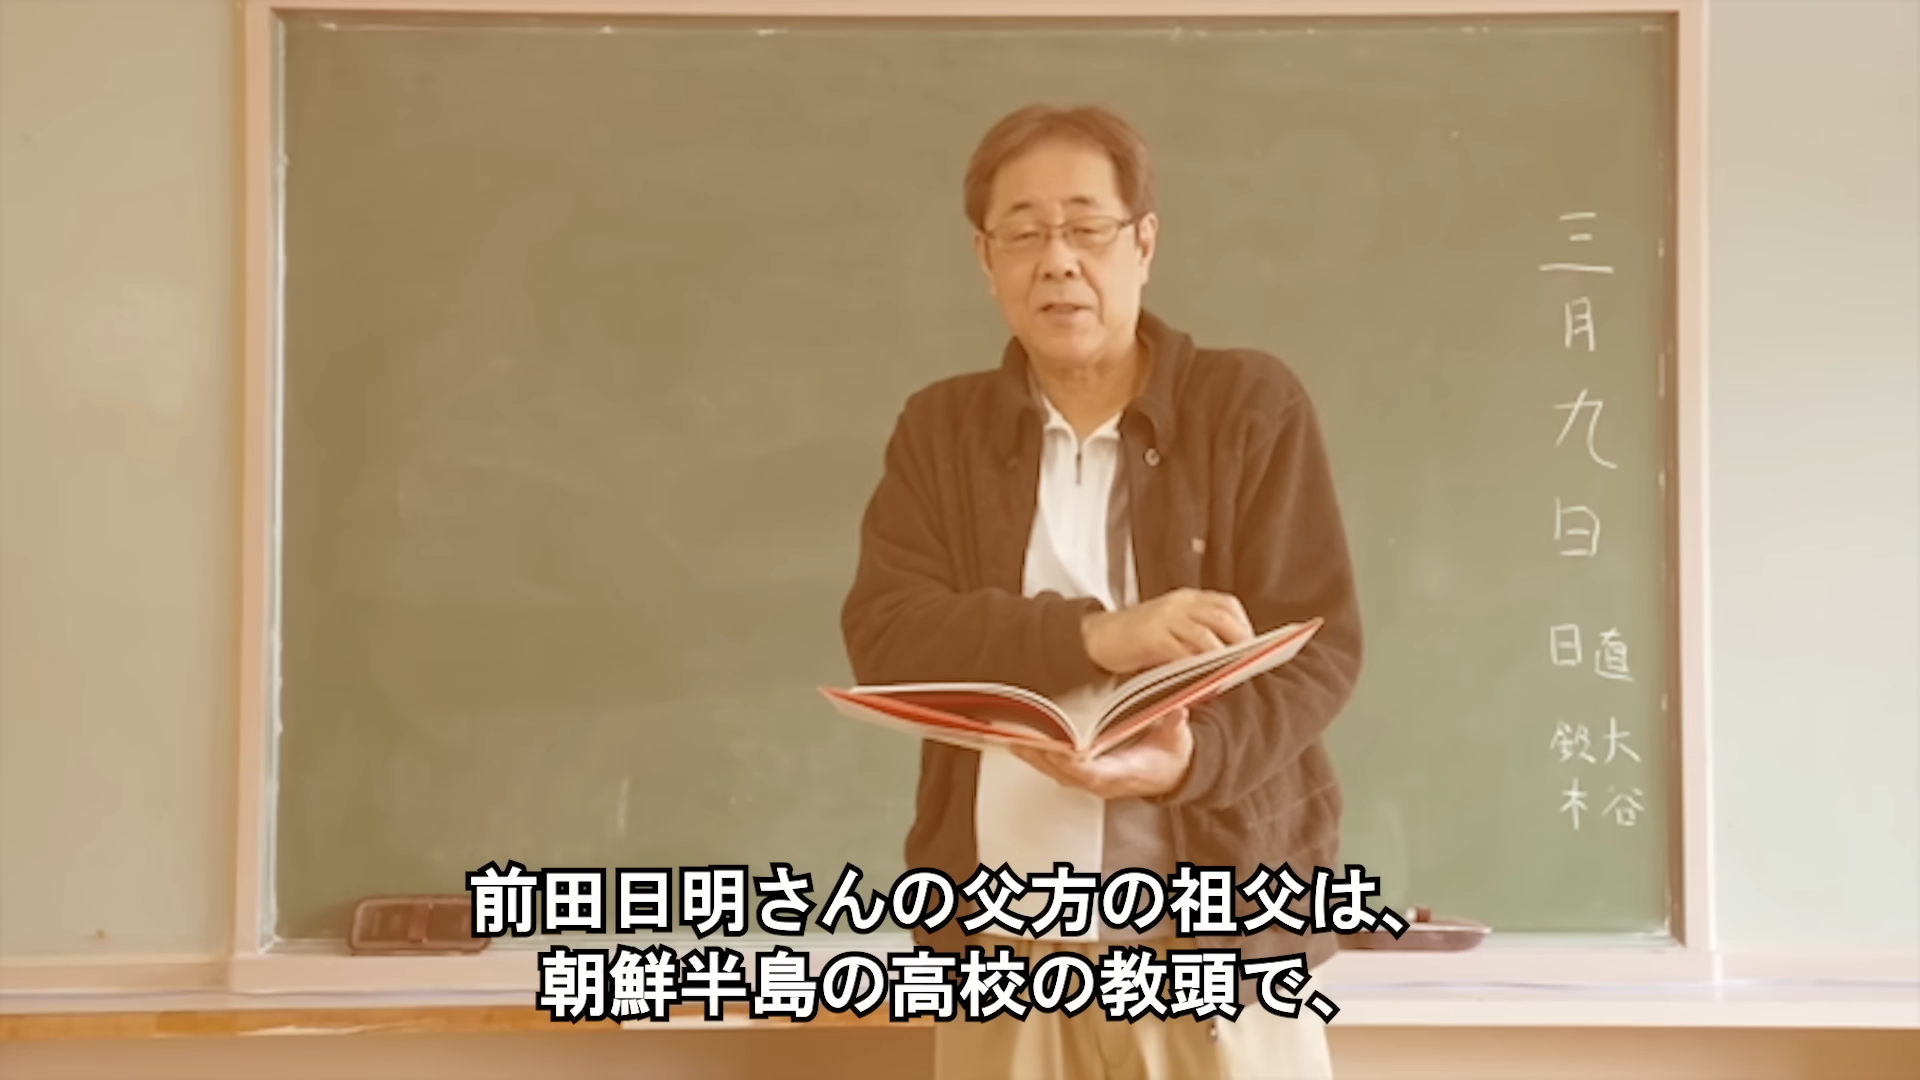 三月九日
日直
大谷
鈴木
前田日明さんの父方の祖父は、
朝鮮半島の高校の教頭で、